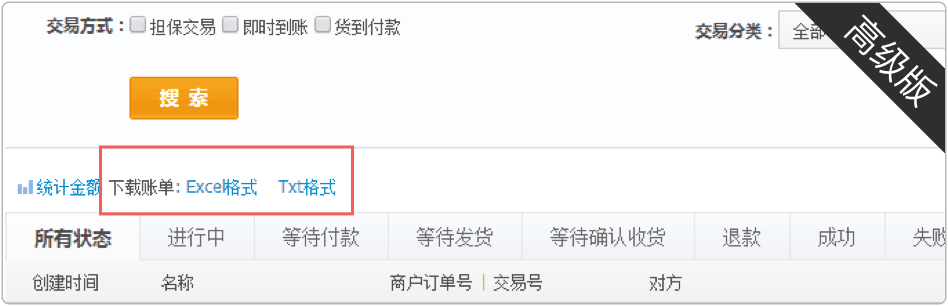 交易方式：担保交易 即时到账 货到付款 交易分类：全部
高级版
搜 索
统计金额 下载账单: Excel格式 Txt格式
所有状态 进行中 等待付款 等待发货 等待确认收货 退款 成功 失败
创建时间 名称 商户订单号 | 交易号 对方